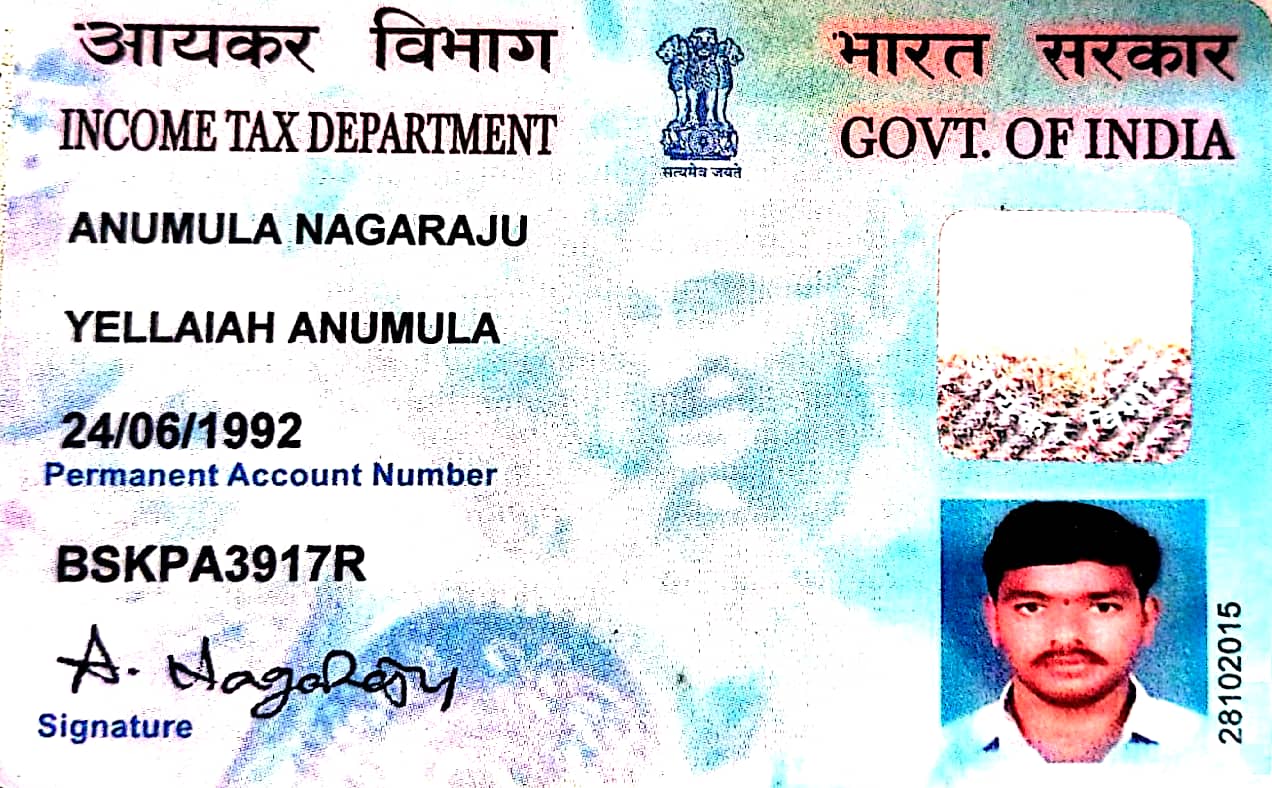 आयकर विभाग
INCOME TAX DEPARTMENT
सत्यमेव जयते
भारत सरकार
GOVT. OF INDIA
ANUMULA NAGARAJU
YELLAIAH ANUMULA
24/06/1992
Permanent Account Number
BSKPA3917R
A. Nagaraju
Signature
28102015